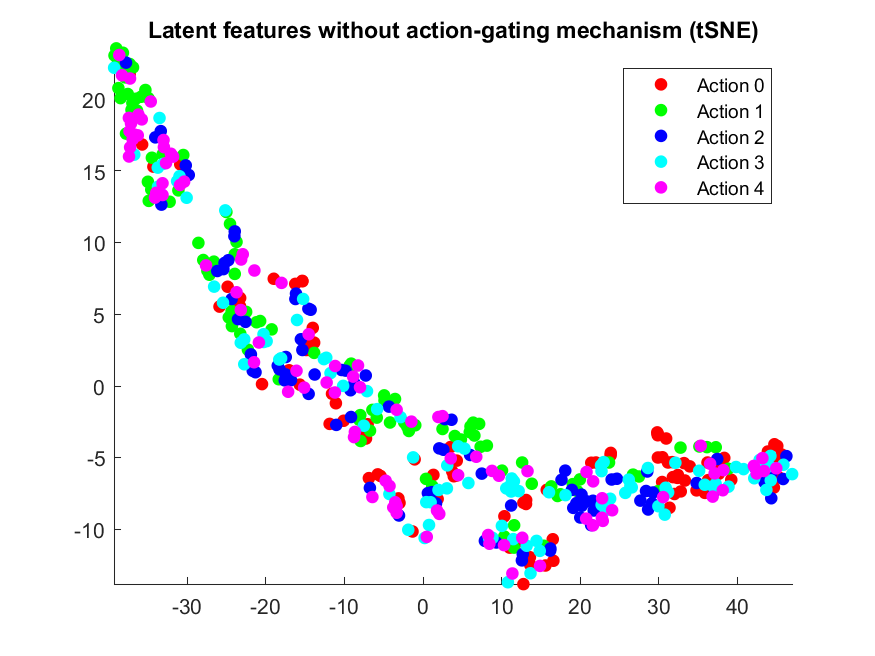 Latent features without action-gating mechanism (tSNE)
Action 0
Action 1
Action 2
Action 3
Action 4
20
15
10
5
0
-5
-10
-30 -20 -10 0 10 20 30 40